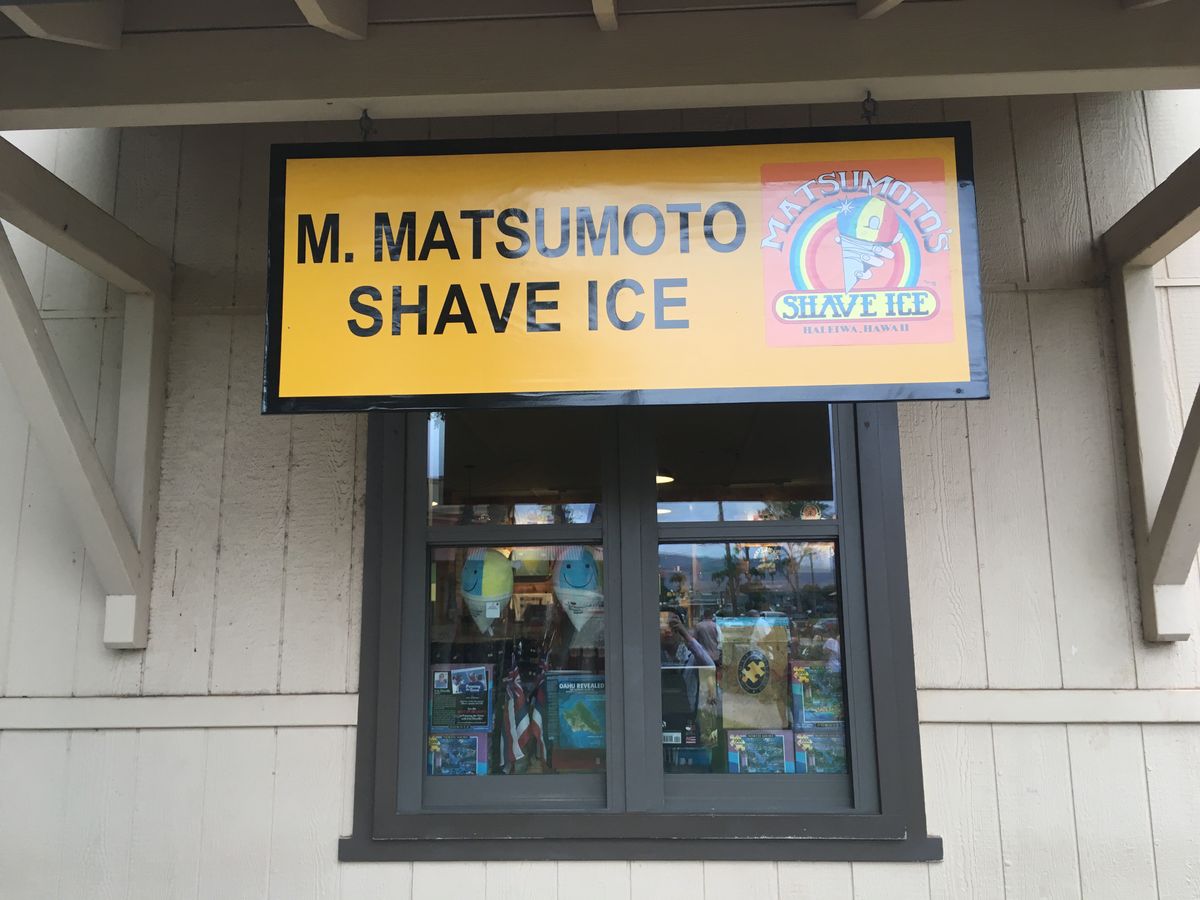 M. MATSUMOTO
SHAVE ICE
MATSUMOTO'S
SHAVE ICE
HALEIWA, HAWAII
OAHU REVEALED